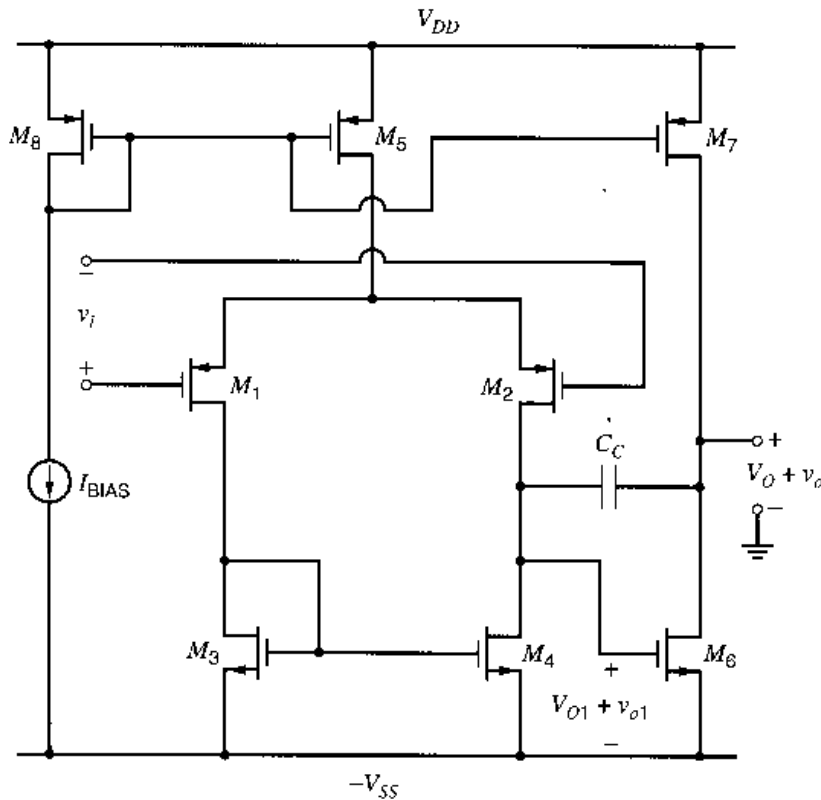 V_DD
M_8
M_5
M_7
−
v_i
+
M_1
M_2
C_C
+
V_O + v_o
−
I_BIAS
M_3
M_4
M_6
+
V_O1 + v_o1
−
−V_SS